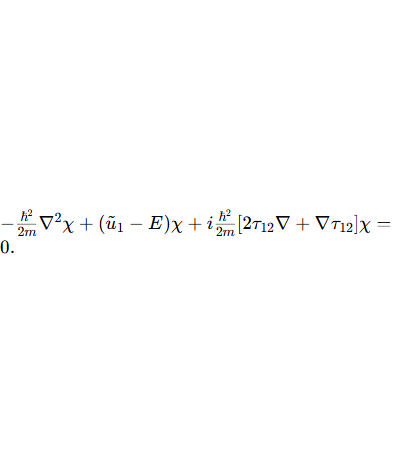 −ħ²/2m ∇²χ + (ũ₁ − E)χ + i ħ²/2m [2τ₁₂∇ + ∇τ₁₂]χ =
0.